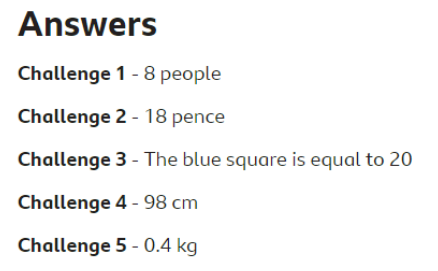 Answers
Challenge 1 - 8 people
Challenge 2 - 18 pence
Challenge 3 - The blue square is equal to 20
Challenge 4 - 98 cm
Challenge 5 - 0.4 kg